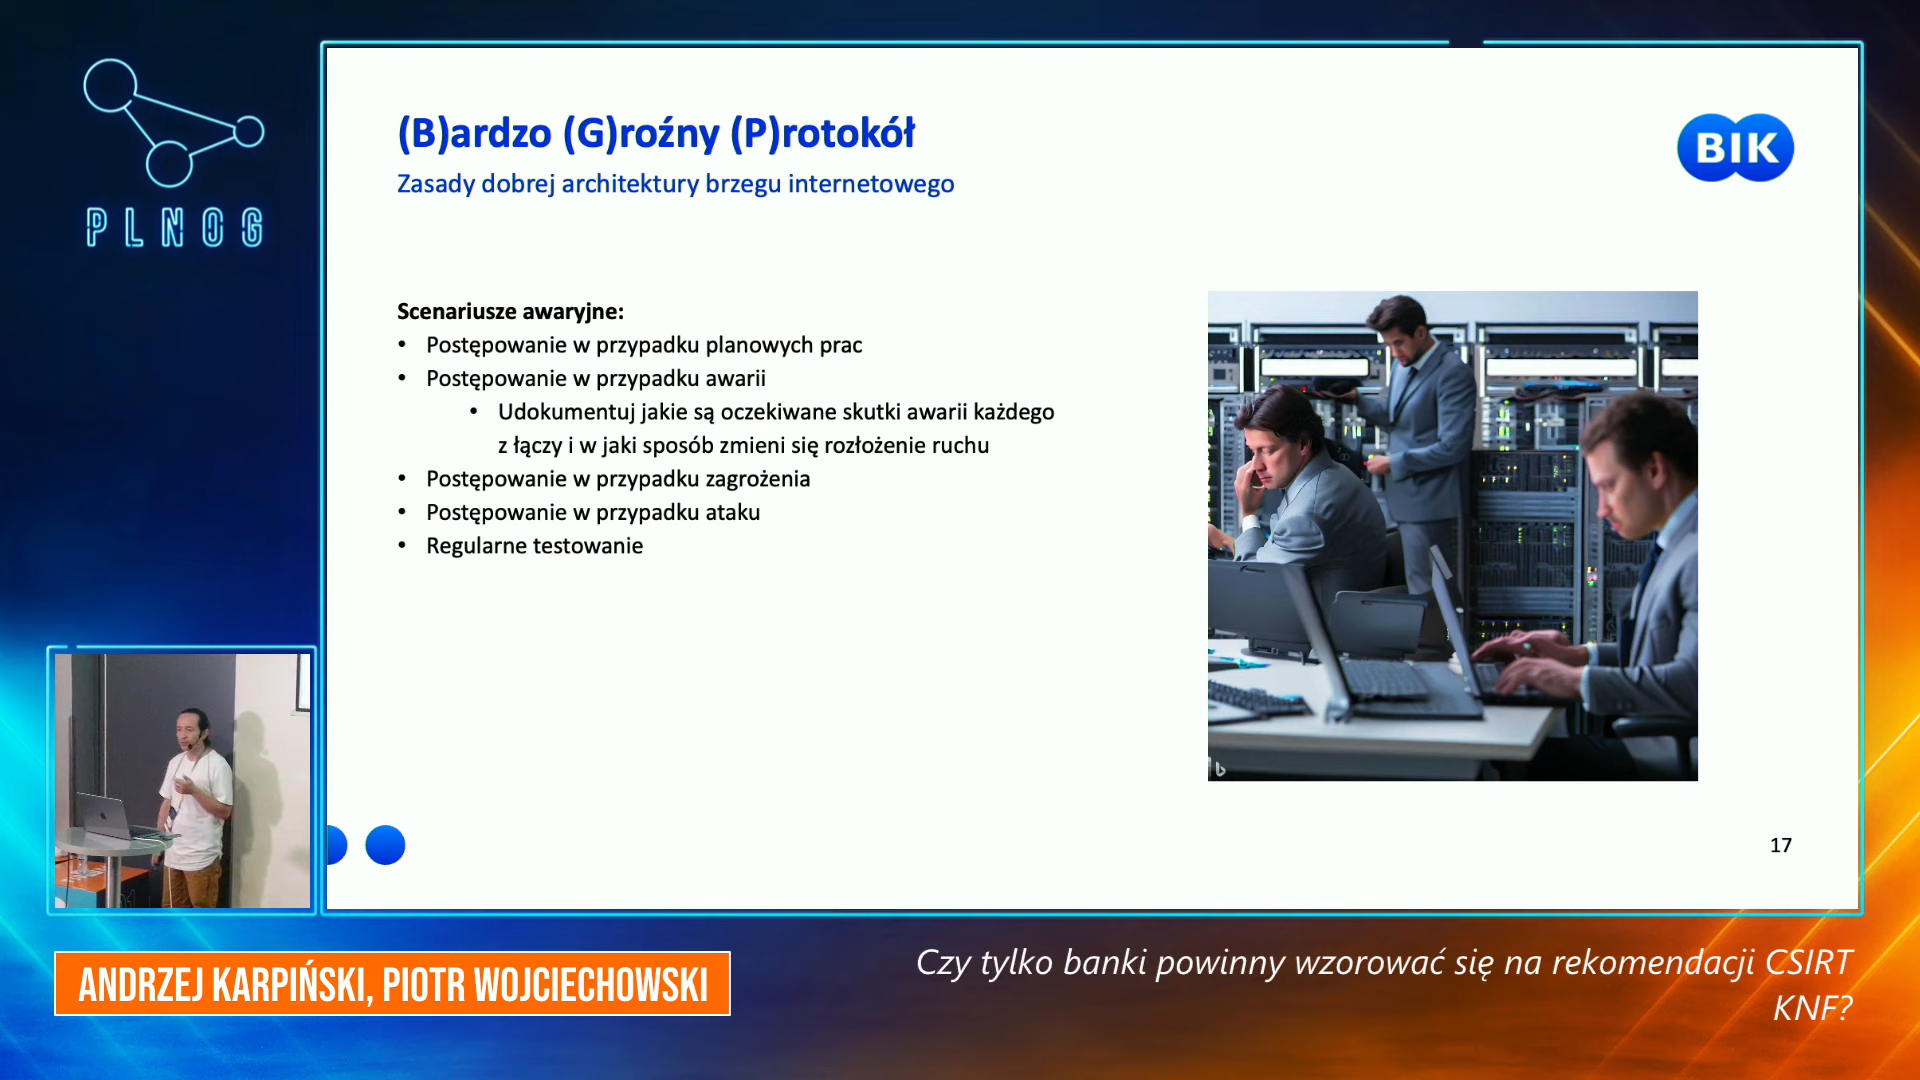 PLNOG
(B)ardzo (G)roźny (P)rotokół
Zasady dobrej architektury brzegu internetowego
BIK
Scenariusze awaryjne:
• Postępowanie w przypadku planowych prac
• Postępowanie w przypadku awarii
• Udokumentuj jakie są oczekiwane skutki awarii każdego
z łączy i w jaki sposób zmieni się rozłożenie ruchu
• Postępowanie w przypadku zagrożenia
• Postępowanie w przypadku ataku
• Regularne testowanie
17
ANDRZEJ KARPIŃSKI, PIOTR WOJCIECHOWSKI
Czy tylko banki powinny wzorować się na rekomendacji CSIRT
KNF?